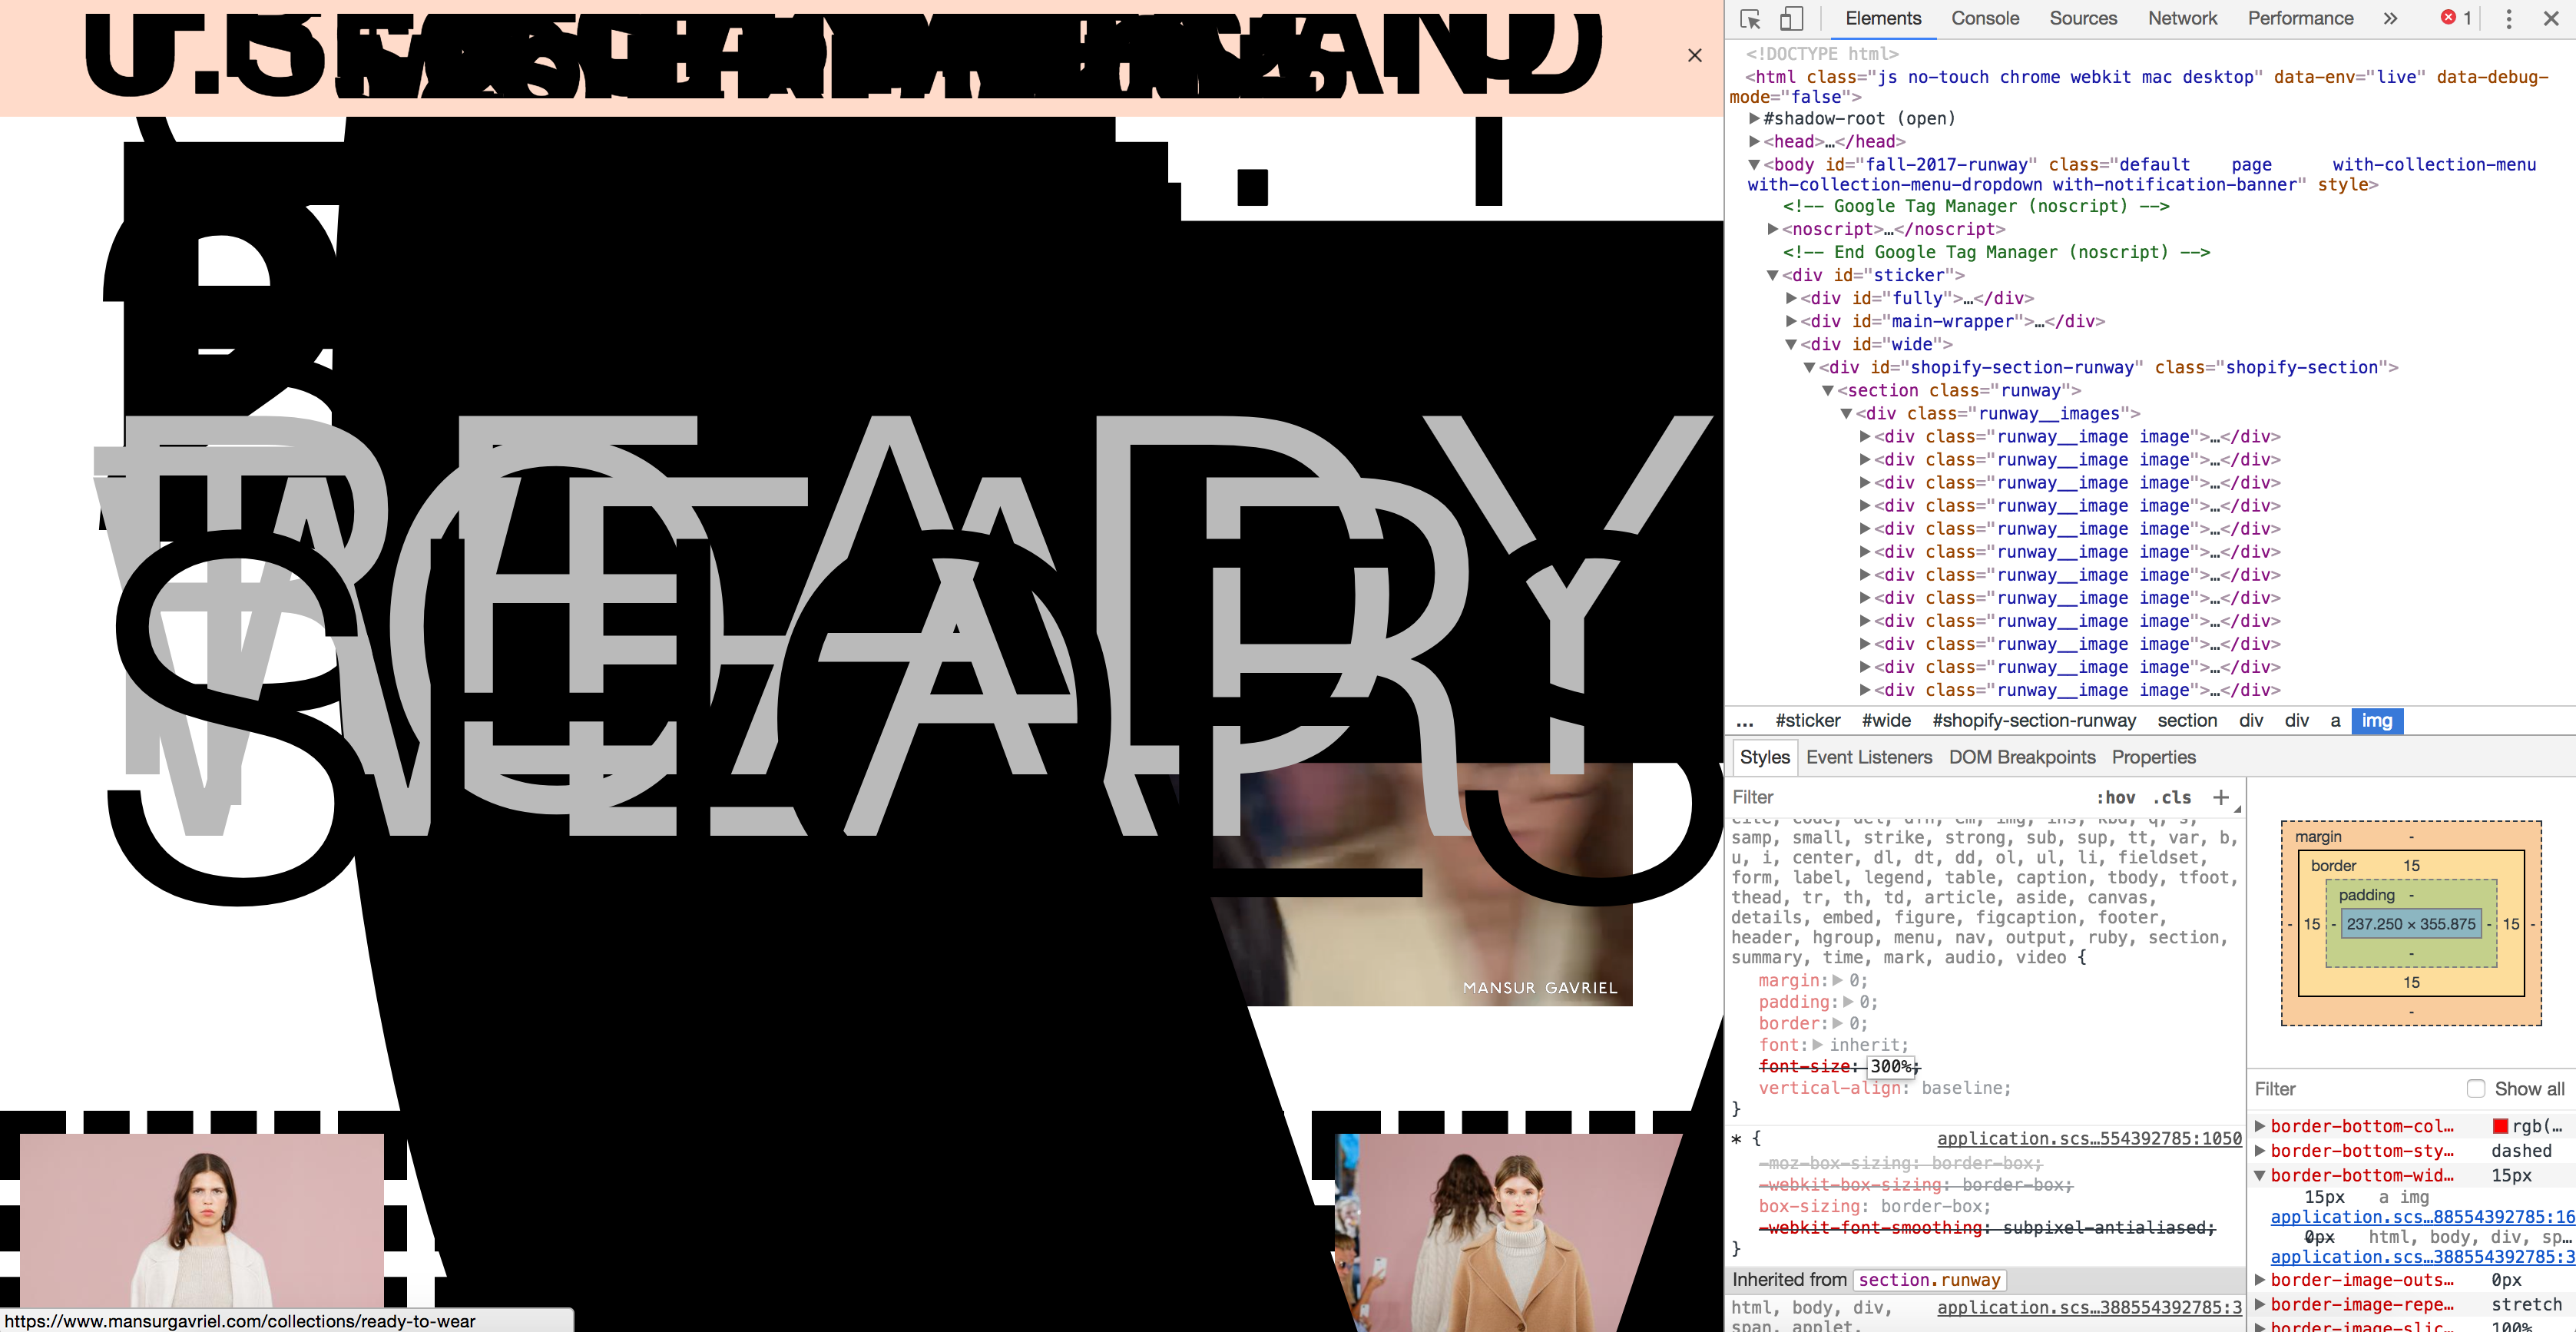 READY
TO
WEAR
SHOES
MANSUR GAVRIEL
https://www.mansurgavriel.com/collections/ready-to-wear
Elements Console Sources Network Performance » 1
<!DOCTYPE html>
<html class="js no-touch chrome webkit mac desktop" data-env="live" data-debug-
mode="false">
#shadow-root (open)
<head>…</head>
<body id="fall-2017-runway" class="default page with-collection-menu
with-collection-menu-dropdown with-notification-banner" style>
<!-- Google Tag Manager (noscript) -->
<noscript>…</noscript>
<!-- End Google Tag Manager (noscript) -->
<div id="sticker">
<div id="fully">…</div>
<div id="main-wrapper">…</div>
<div id="wide">
<div id="shopify-section-runway" class="shopify-section">
<section class="runway">
<div class="runway__images">
<div class="runway__image image">…</div>
<div class="runway__image image">…</div>
<div class="runway__image image">…</div>
<div class="runway__image image">…</div>
<div class="runway__image image">…</div>
<div class="runway__image image">…</div>
<div class="runway__image image">…</div>
<div class="runway__image image">…</div>
<div class="runway__image image">…</div>
<div class="runway__image image">…</div>
<div class="runway__image image">…</div>
<div class="runway__image image">…</div>
... #sticker #wide #shopify-section-runway section div div a img
Styles Event Listeners DOM Breakpoints Properties
Filter :hov .cls +
cite, code, del, dfn, em, img, ins, kbd, q, s,
samp, small, strike, strong, sub, sup, tt, var, b,
u, i, center, dl, dt, dd, ol, ul, li, fieldset,
form, label, legend, table, caption, tbody, tfoot,
thead, tr, th, td, article, aside, canvas,
details, embed, figure, figcaption, footer,
header, hgroup, menu, nav, output, ruby, section,
summary, time, mark, audio, video {
margin: 0;
padding: 0;
border: 0;
font: inherit;
font-size: 300%;
vertical-align: baseline;
}
* { application.scs…554392785:1050
-moz-box-sizing: border-box;
-webkit-box-sizing: border-box;
box-sizing: border-box;
-webkit-font-smoothing: subpixel-antialiased;
}
Inherited from section.runway
html, body, div, application.scs…388554392785:3
span, applet,
margin -
border 15
padding -
- 15 - 237.250 × 355.875 - 15 -
-
15
-
Filter Show all
border-bottom-col… rgb(…
border-bottom-sty… dashed
border-bottom-wid… 15px
15px a img
application.scs…88554392785:16
0px html, body, div, sp…
application.scs…388554392785:3
border-image-outs… 0px
border-image-repe… stretch
border-image-slic… 100%